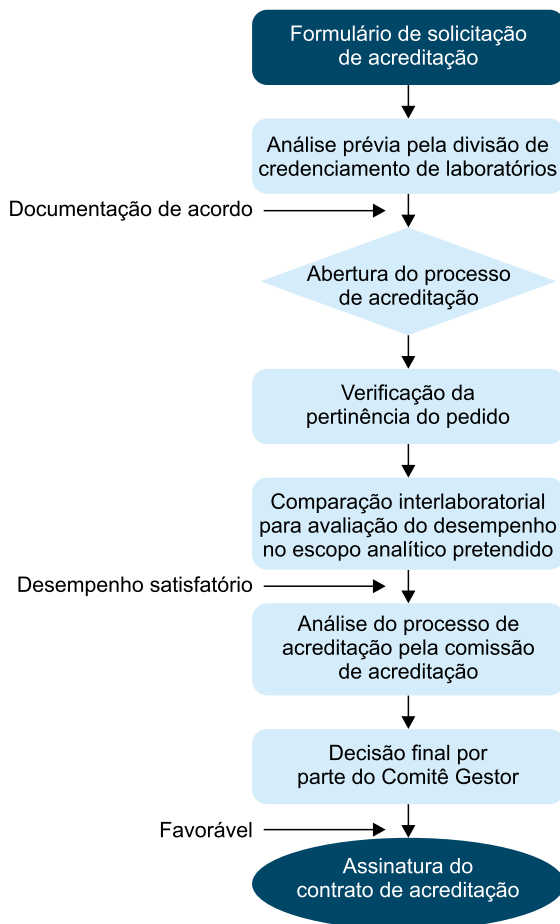 Formulário de solicitação
de acreditação
Análise prévia pela divisão de
credenciamento de laboratórios
Documentação de acordo
Abertura do processo
de acreditação
Verificação da
pertinência do pedido
Comparação interlaboratorial
para avaliação do desempenho
no escopo analítico pretendido
Desempenho satisfatório
Análise do processo de
acreditação pela comissão
de acreditação
Decisão final por
parte do Comitê Gestor
Favorável
Assinatura do
contrato de acreditação